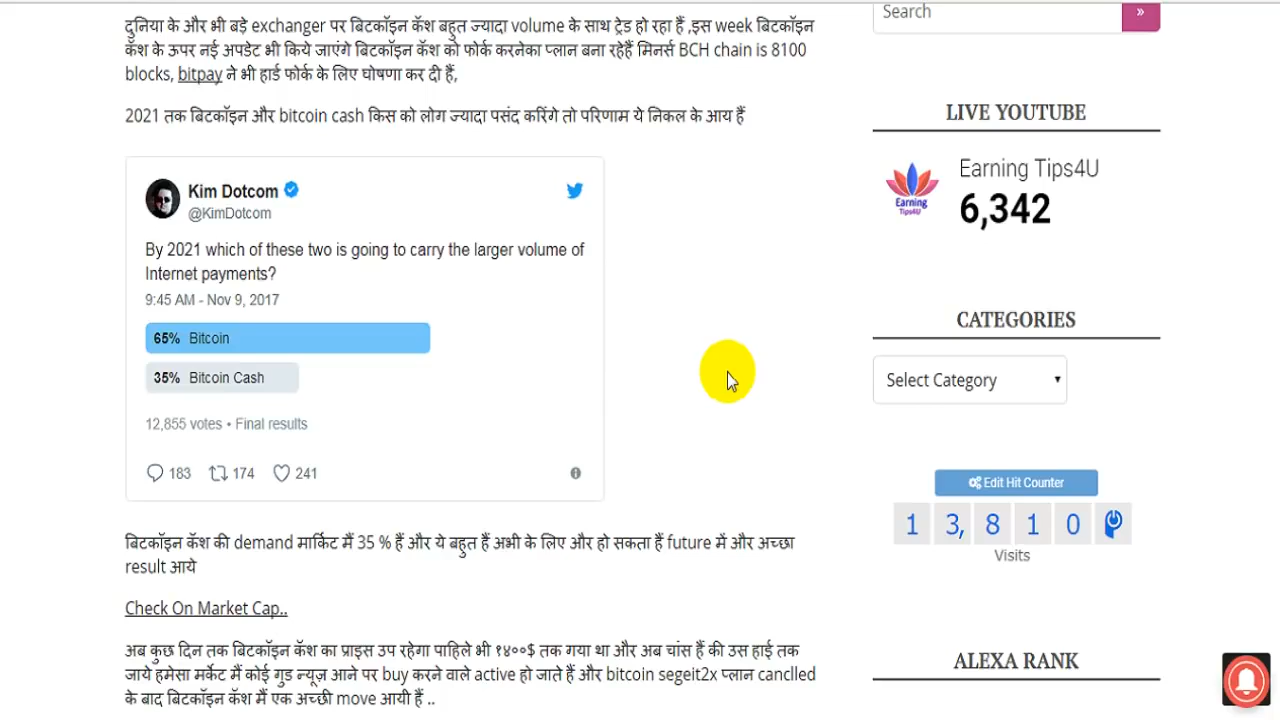 दुनिया के और भी बड़े exchanger पर बिटकॉइन कॅश बहुत ज्यादा volume के साथ ट्रेड हो रहा हैं ,इस week बिटकॉइन
कॅश के ऊपर नई अपडेट भी किये जाएंगे बिटकॉइन कॅश को फोर्क करनेका प्लान बना रहेहैं मिनर्स BCH chain is 8100
blocks, bitpay ने भी हार्ड फोर्क के लिए घोषणा कर दी हैं,
2021 तक बिटकॉइन और bitcoin cash किस को लोग ज्यादा पसंद करिंगे तो परिणाम ये निकल के आय हैं
Kim Dotcom
@KimDotcom
By 2021 which of these two is going to carry the larger volume of
Internet payments?
9:45 AM - Nov 9, 2017
65% Bitcoin
35% Bitcoin Cash
12,855 votes • Final results
183 174 241
बिटकॉइन कॅश की demand मार्किट मैं 35 % हैं और ये बहुत हैं अभी के लिए और हो सकता हैं future में और अच्छा
result आये
Check On Market Cap..
अब कुछ दिन तक बिटकॉइन कॅश का प्राइस उप रहेगा पाहिले भी १४००$ तक गया था और अब चांस हैं की उस हाई तक
जाये हमेसा मर्केट मैं कोई गुड न्यूज़ आने पर buy करने वाले active हो जाते हैं और bitcoin segeit2x प्लान canclled
के बाद बिटकॉइन कॅश मैं एक अच्छी move आयी हैं ..
Search »
LIVE YOUTUBE
Earning Tips4U
6,342
Earning
Tips4U
CATEGORIES
Select Category
Edit Hit Counter
13,810
Visits
ALEXA RANK